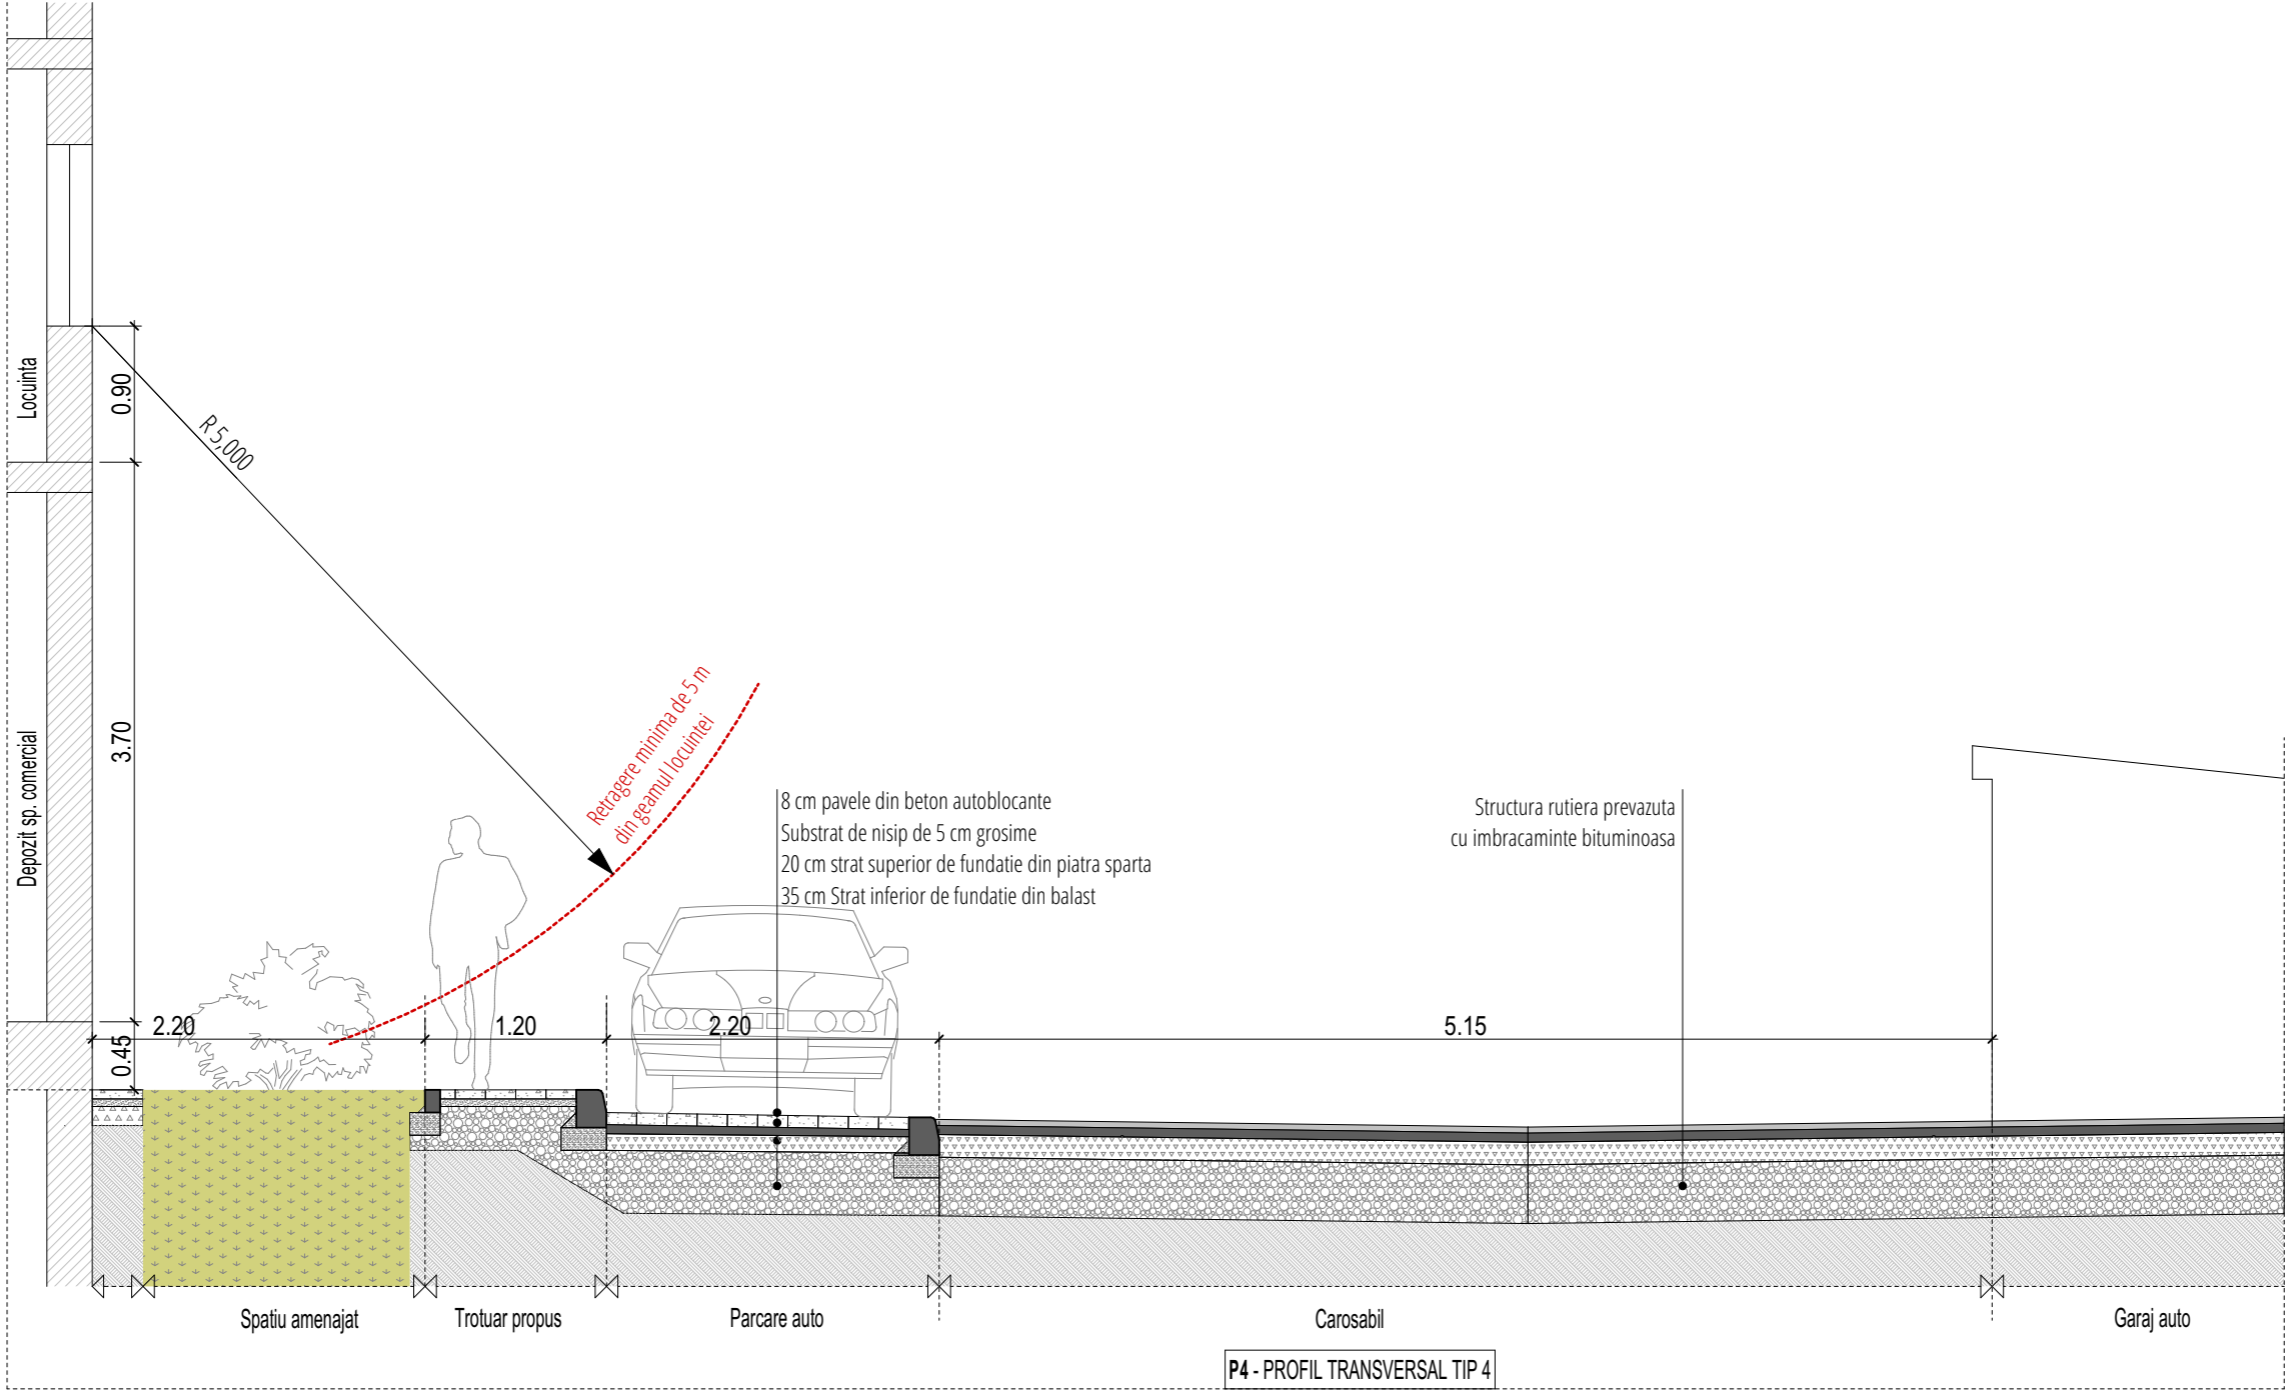 Locuinta
0.90
R 5,000
Depozit sp. comercial
3.70
Retragere minima de 5 m
din geamul locuintei
8 cm pavele din beton autoblocante
Substrat de nisip de 5 cm grosime
20 cm strat superior de fundatie din piatra sparta
35 cm Strat inferior de fundatie din balast
Structura rutiera prevazuta
cu imbracaminte bituminoasa
0.45
2.20
1.20
2.20
5.15
Spatiu amenajat
Trotuar propus
Parcare auto
Carosabil
Garaj auto
P4 - PROFIL TRANSVERSAL TIP 4